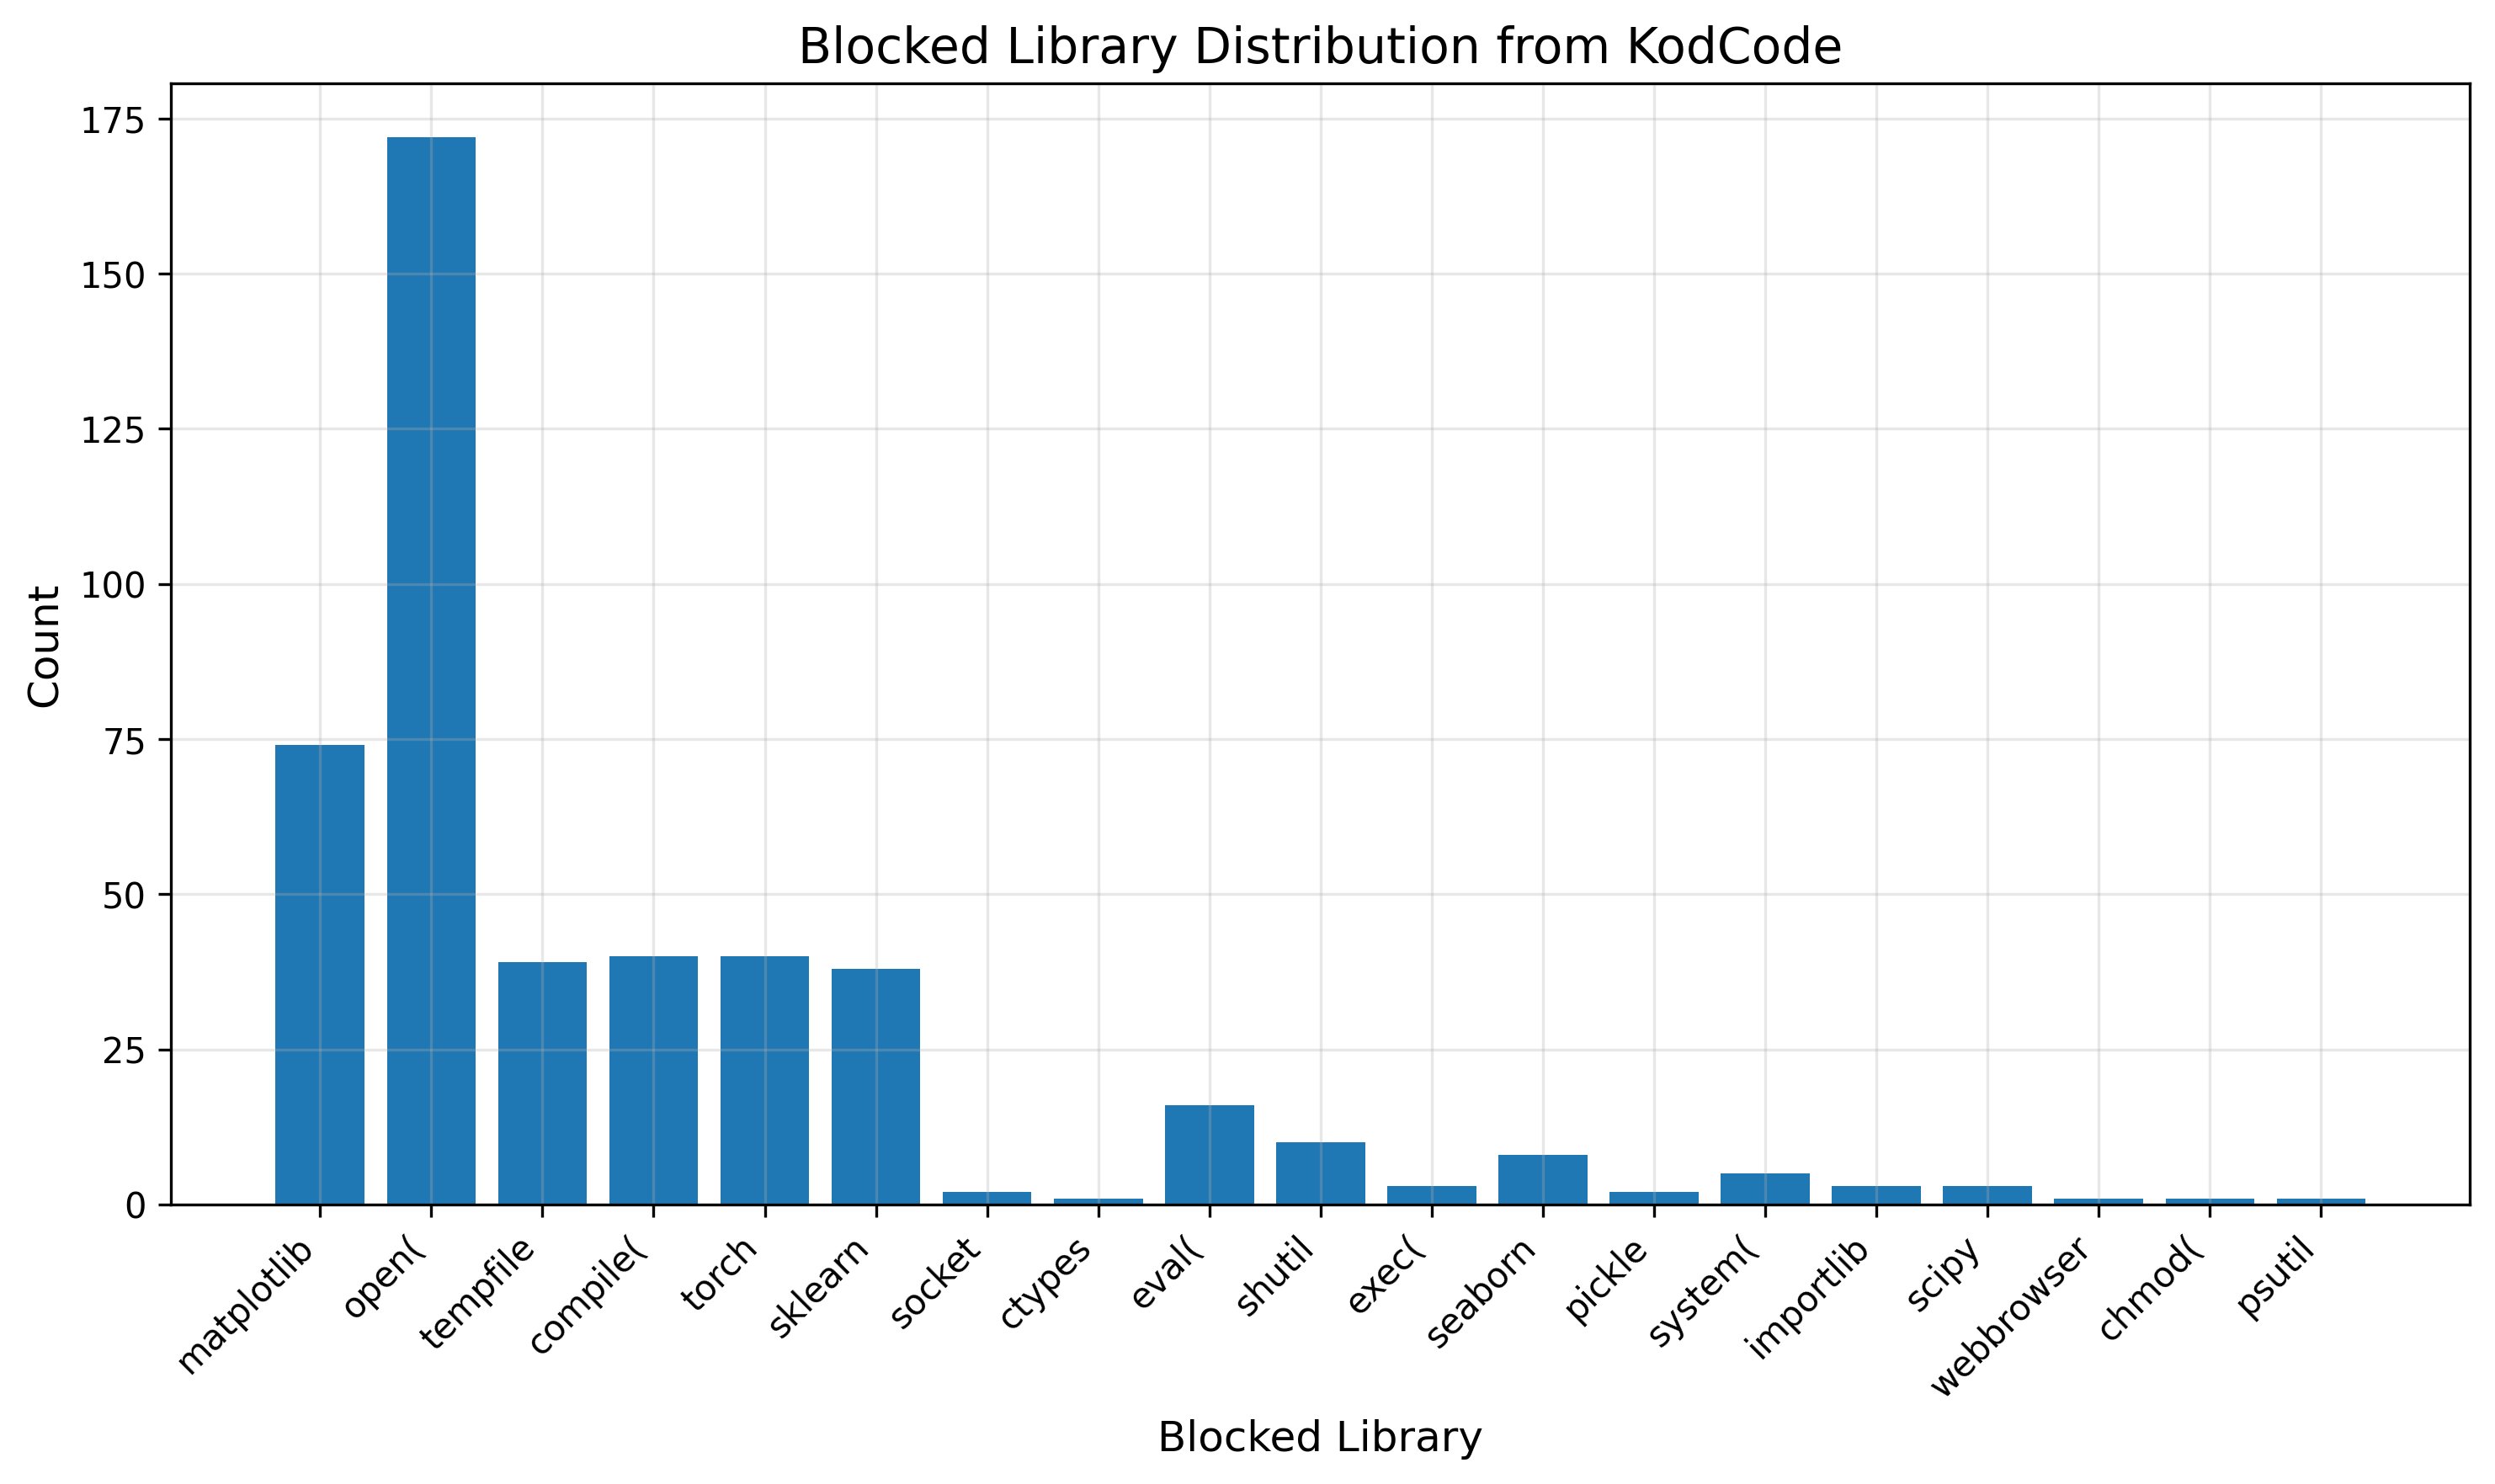 Blocked Library Distribution from KodCode
175
150
125
100
75
50
25
0
Count
matplotlib
open(
tempfile
compile(
torch
sklearn
socket
ctypes
eval(
shutil
exec(
seaborn
pickle
system(
importlib
scipy
webbrowser
chmod(
psutil
Blocked Library